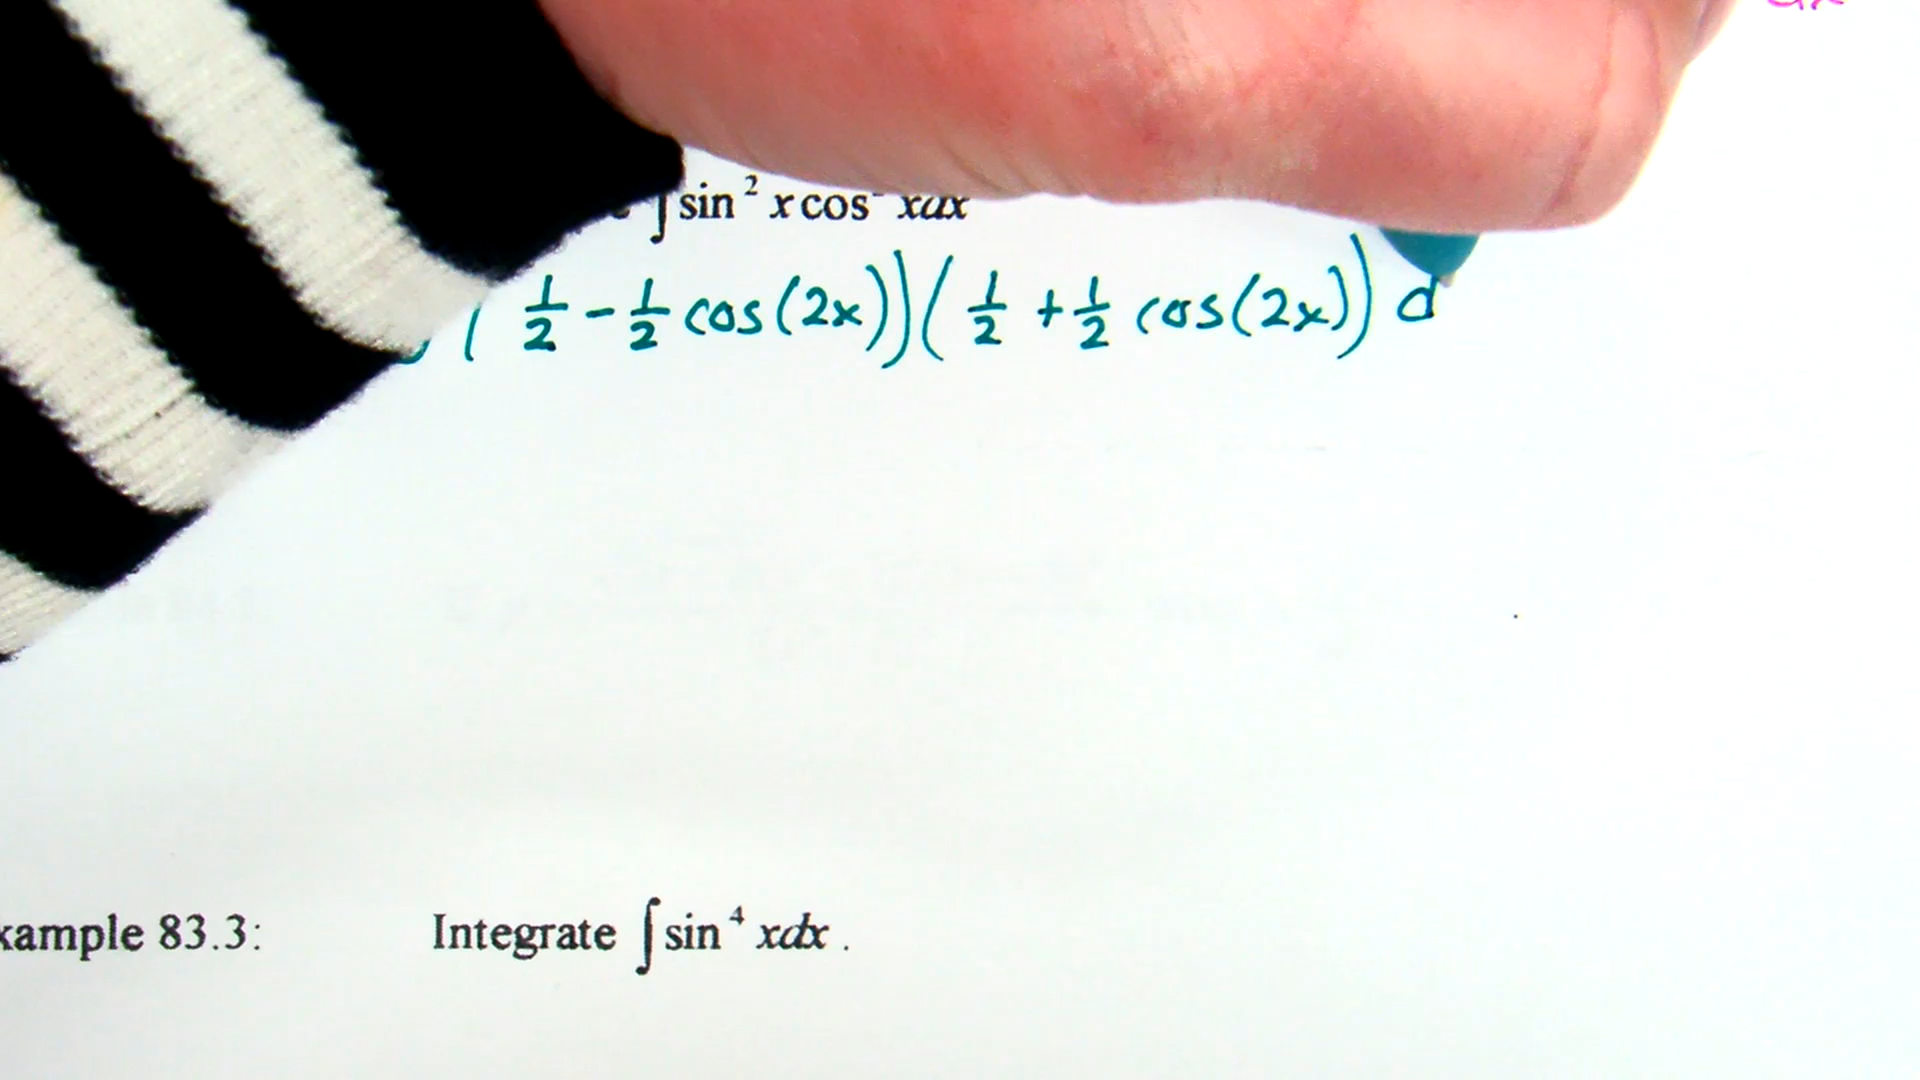 ∫ sin² x cos xdx
( 1/2 - 1/2 cos(2x))( 1/2 + 1/2 cos(2x)) d
xample 83.3: Integrate ∫ sin⁴ xdx .